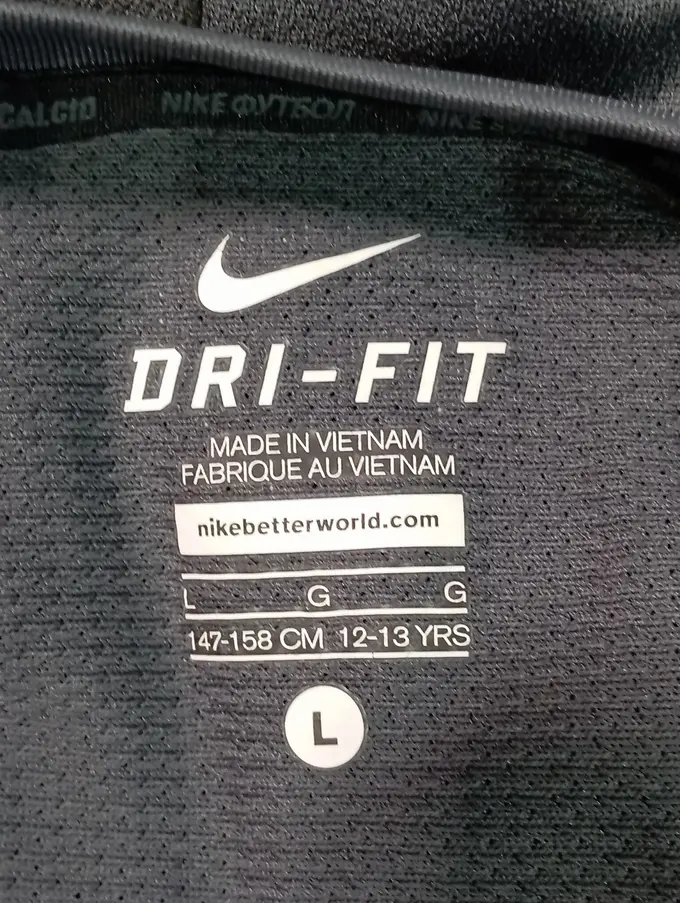 CALCIO NIKE ФУТБОЛ NIKE
DRI-FIT
MADE IN VIETNAM
FABRIQUE AU VIETNAM
nikebetterworld.com
L G G
147-158 CM 12-13 YRS
L